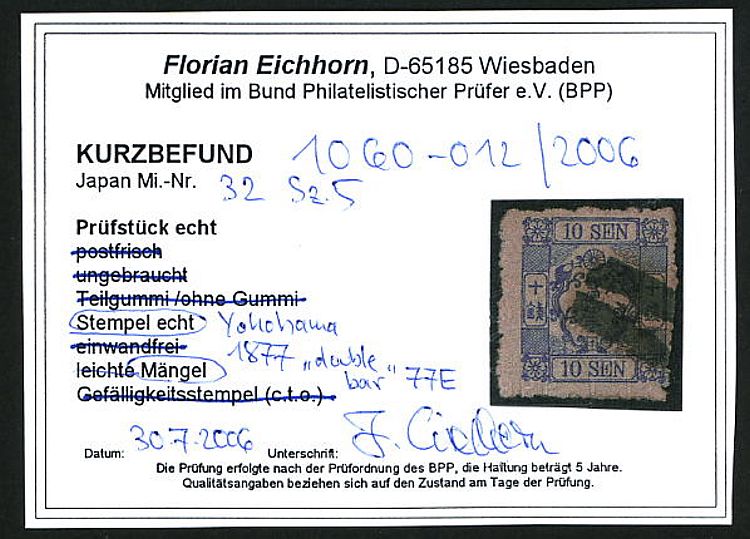 Florian Eichhorn, D-65185 Wiesbaden
Mitglied im Bund Philatelistischer Prüfer e.V. (BPP)
KURZBEFUND 1060-012/2006
Japan Mi.-Nr. 32 Sz. 5
Prüfstück echt
postfrisch
ungebraucht
Teilgummi /ohne Gummi
Stempel echt Yokohama
einwandfrei 1877 „double
leichte Mängel bar" 77E
Gefälligkeitsstempel (c.t.o.)
Datum: 30.7.2006 Unterschrift: F. Eichhorn
Die Prüfung erfolgte nach der Prüfordnung des BPP, die Haftung beträgt 5 Jahre.
Qualitätsangaben beziehen sich auf den Zustand am Tage der Prüfung.
10 SEN
十
銭
10 SEN